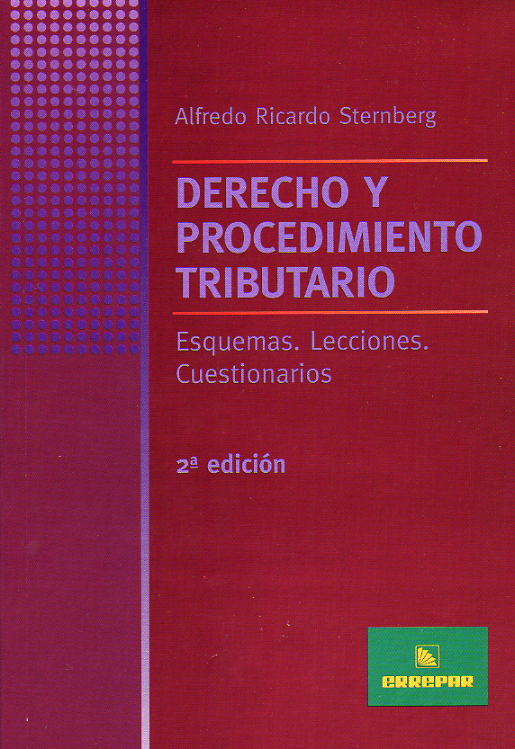 Alfredo Ricardo Sternberg
DERECHO Y
PROCEDIMIENTO
TRIBUTARIO
Esquemas. Lecciones.
Cuestionarios
2ª edición
ERREPAR